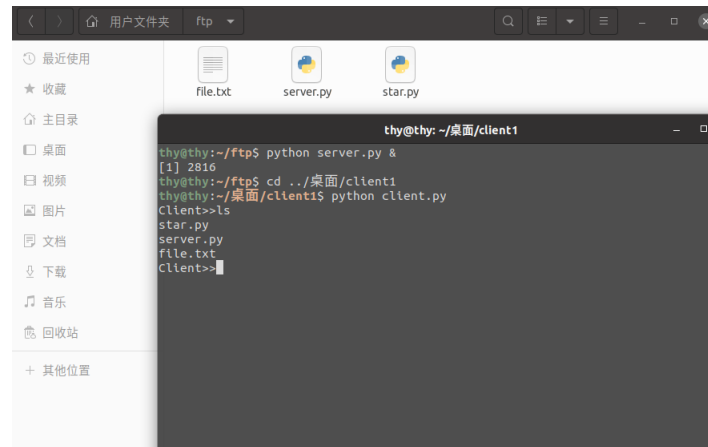 用户文件夹 ftp
最近使用
收藏
主目录
桌面
视频
图片
文档
下载
音乐
回收站
其他位置
file.txt server.py star.py
thy@thy: ~/桌面/client1
thy@thy:~/ftp$ python server.py &
[1] 2816
thy@thy:~/ftp$ cd ../桌面/client1
thy@thy:~/桌面/client1$ python client.py
Client>>ls
star.py
server.py
file.txt
Client>>